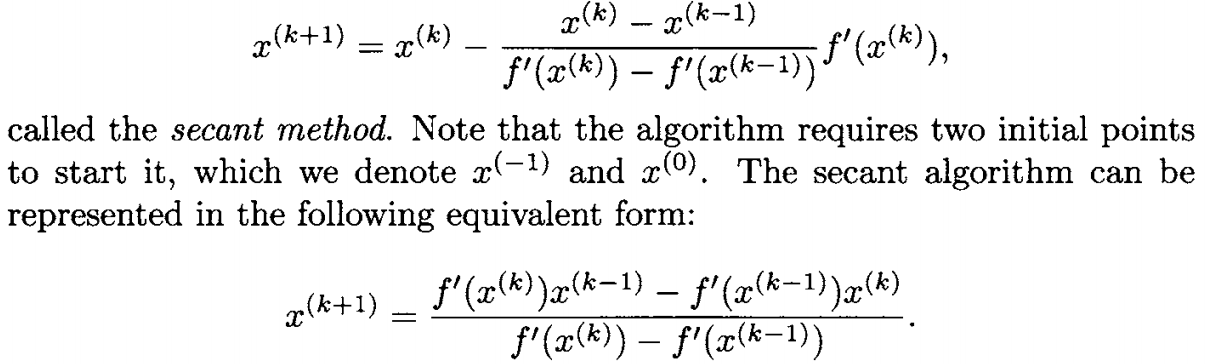 x^{(k+1)} = x^{(k)} - \frac{x^{(k)} - x^{(k-1)}}{f'(x^{(k)}) - f'(x^{(k-1)})} f'(x^{(k)}),
called the secant method. Note that the algorithm requires two initial points
to start it, which we denote x^{(-1)} and x^{(0)}. The secant algorithm can be
represented in the following equivalent form:
x^{(k+1)} = \frac{f'(x^{(k)})x^{(k-1)} - f'(x^{(k-1)})x^{(k)}}{f'(x^{(k)}) - f'(x^{(k-1)})}.